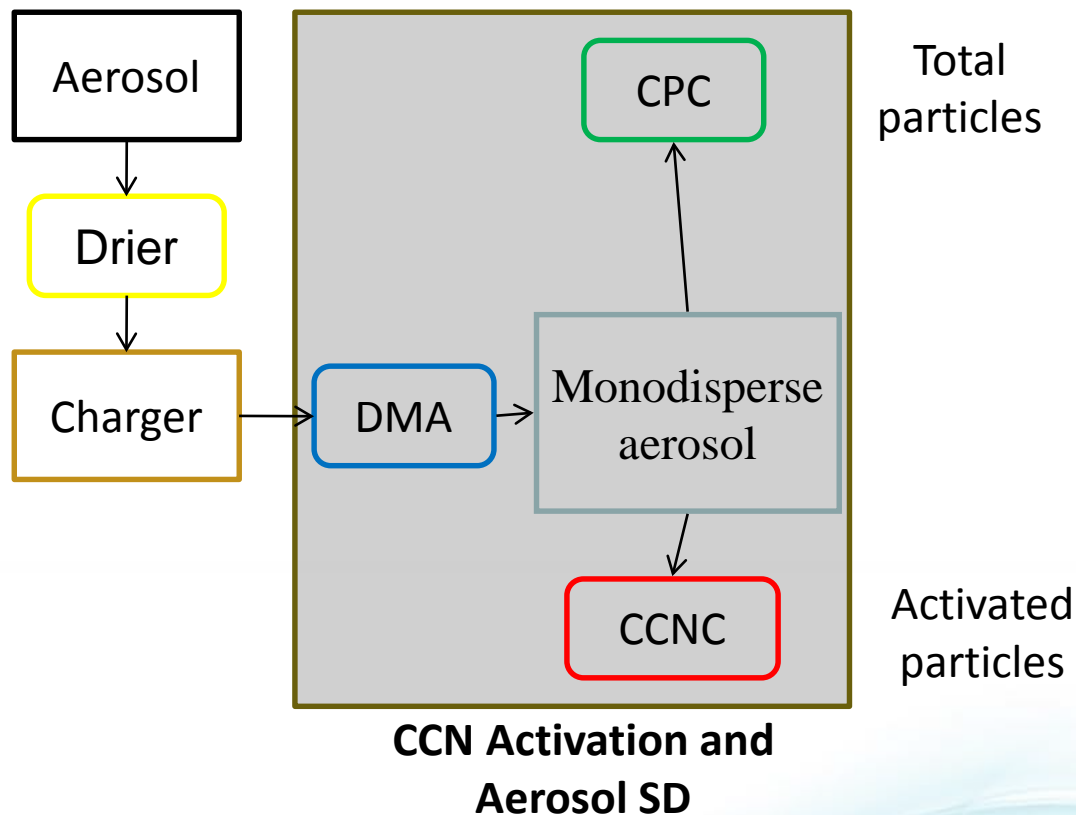 Aerosol
Drier
Charger
DMA
Monodisperse
aerosol
CPC
CCNC
Total
particles
Activated
particles
CCN Activation and
Aerosol SD